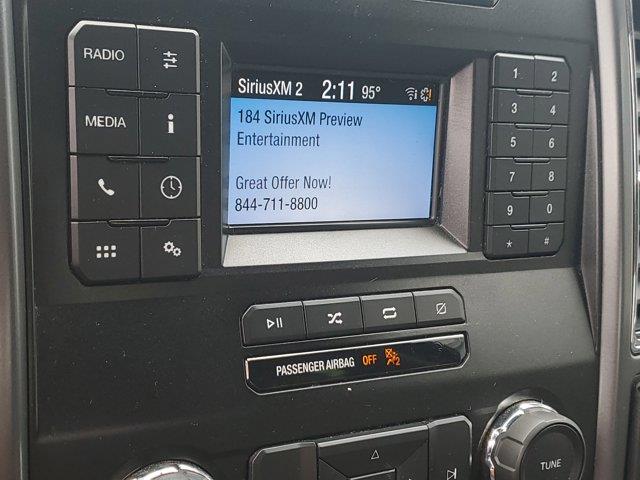 RADIO
MEDIA
i
SiriusXM 2 2:11 95°
184 SiriusXM Preview
Entertainment
Great Offer Now!
844-711-8800
1 2
3 4
5 6
7 8
9 0
* #
PASSENGER AIRBAG OFF 2
TUNE